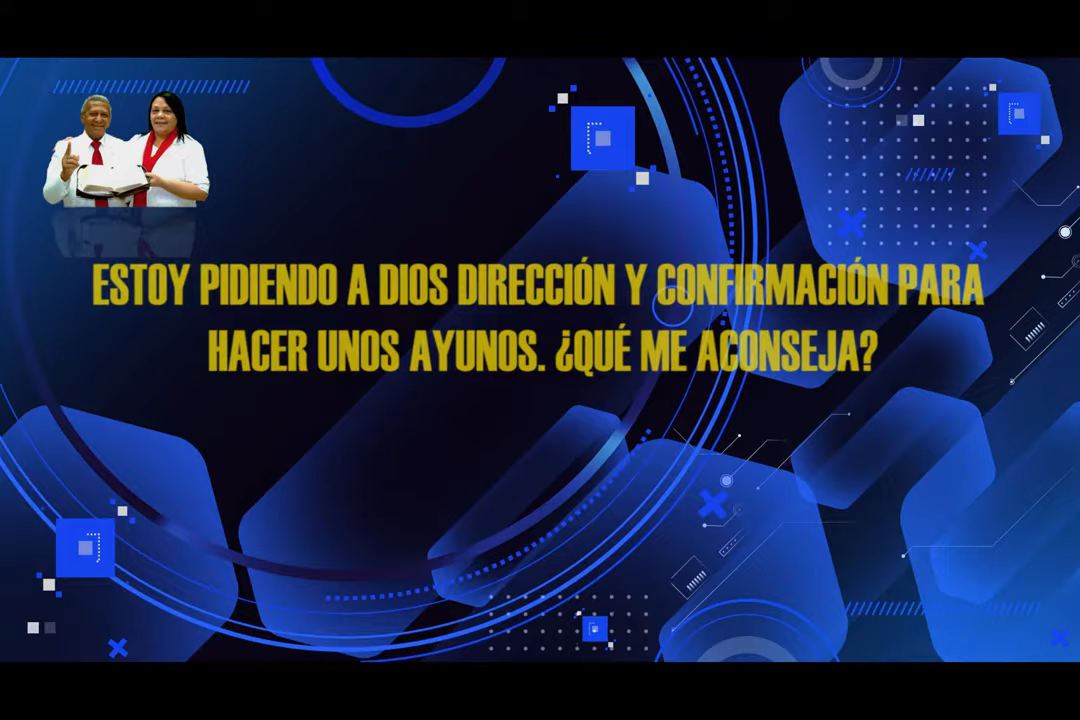 ESTOY PIDIENDO A DIOS DIRECCIÓN Y CONFIRMACIÓN PARA
HACER UNOS AYUNOS. ¿QUÉ ME ACONSEJA?